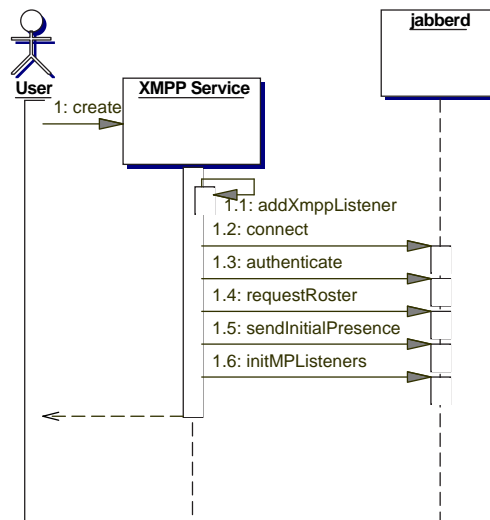 jabberd
User
XMPP Service
1: create
1.1: addXmppListener
1.2: connect
1.3: authenticate
1.4: requestRoster
1.5: sendInitialPresence
1.6: initMPListeners